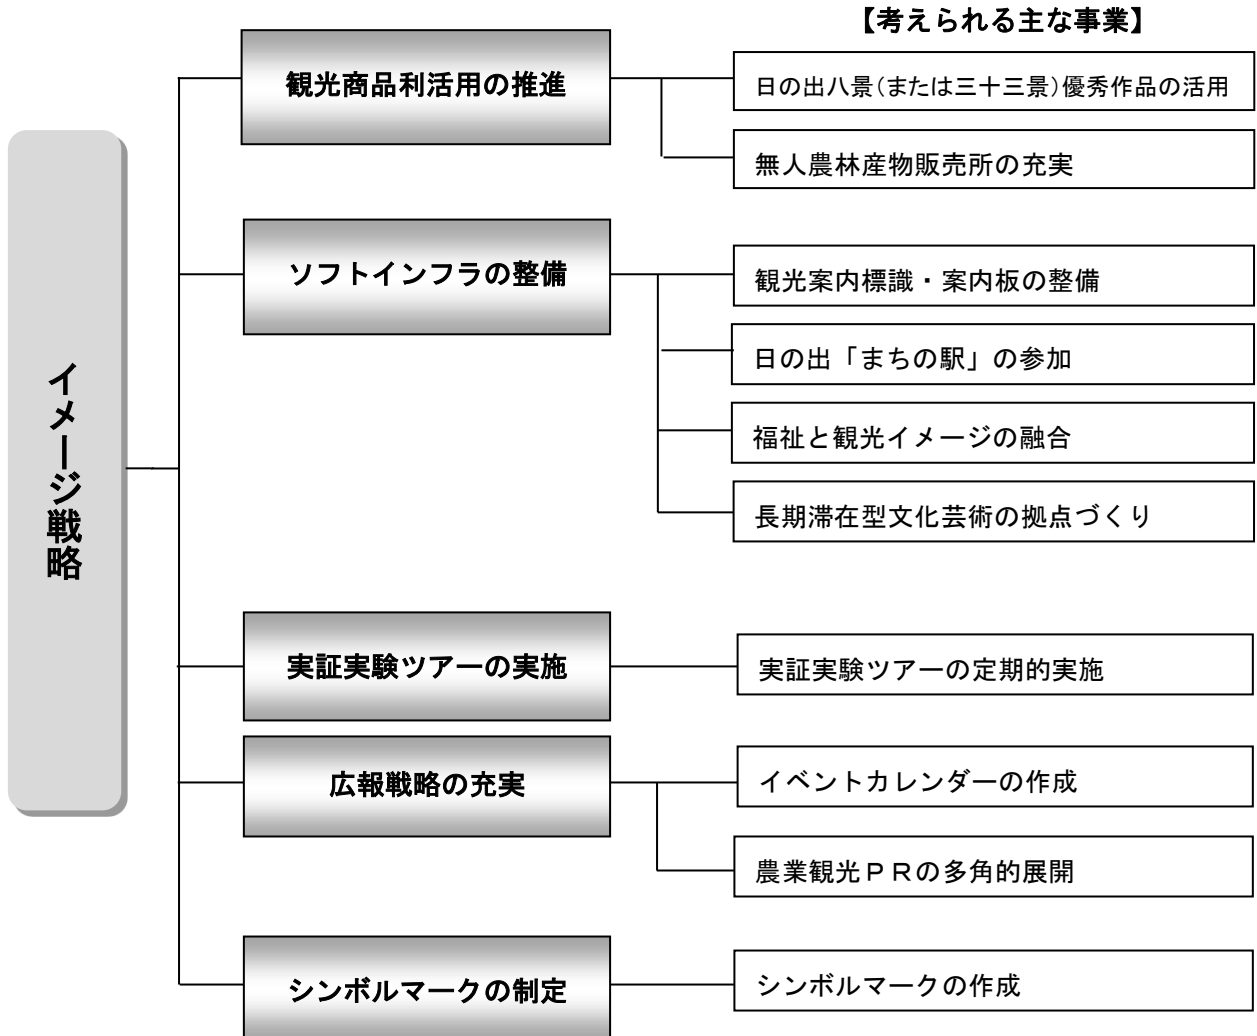 【考えられる主な事業】
イメージ戦略
観光商品利活用の推進
日の出八景(または三十三景)優秀作品の活用
無人農林産物販売所の充実
ソフトインフラの整備
観光案内標識・案内板の整備
日の出「まちの駅」の参加
福祉と観光イメージの融合
長期滞在型文化芸術の拠点づくり
実証実験ツアーの実施
実証実験ツアーの定期的実施
広報戦略の充実
イベントカレンダーの作成
農業観光ＰＲの多角的展開
シンボルマークの制定
シンボルマークの作成